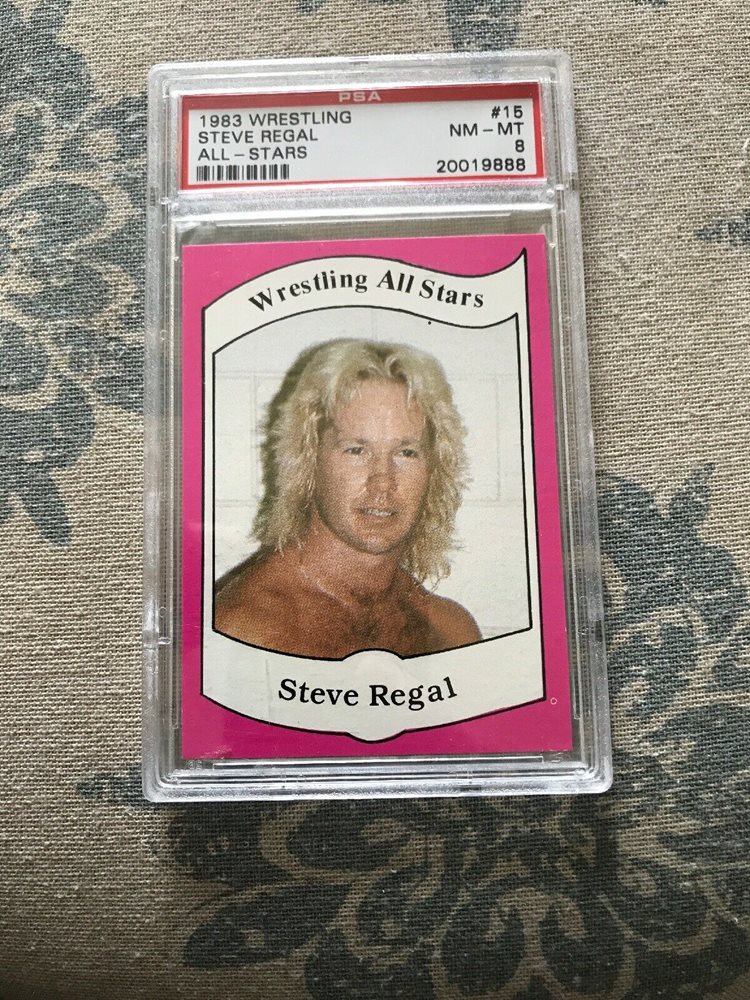 PSA
1983 WRESTLING #15
STEVE REGAL NM - MT
ALL - STARS 8
20019888
Wrestling All Stars
Steve Regal